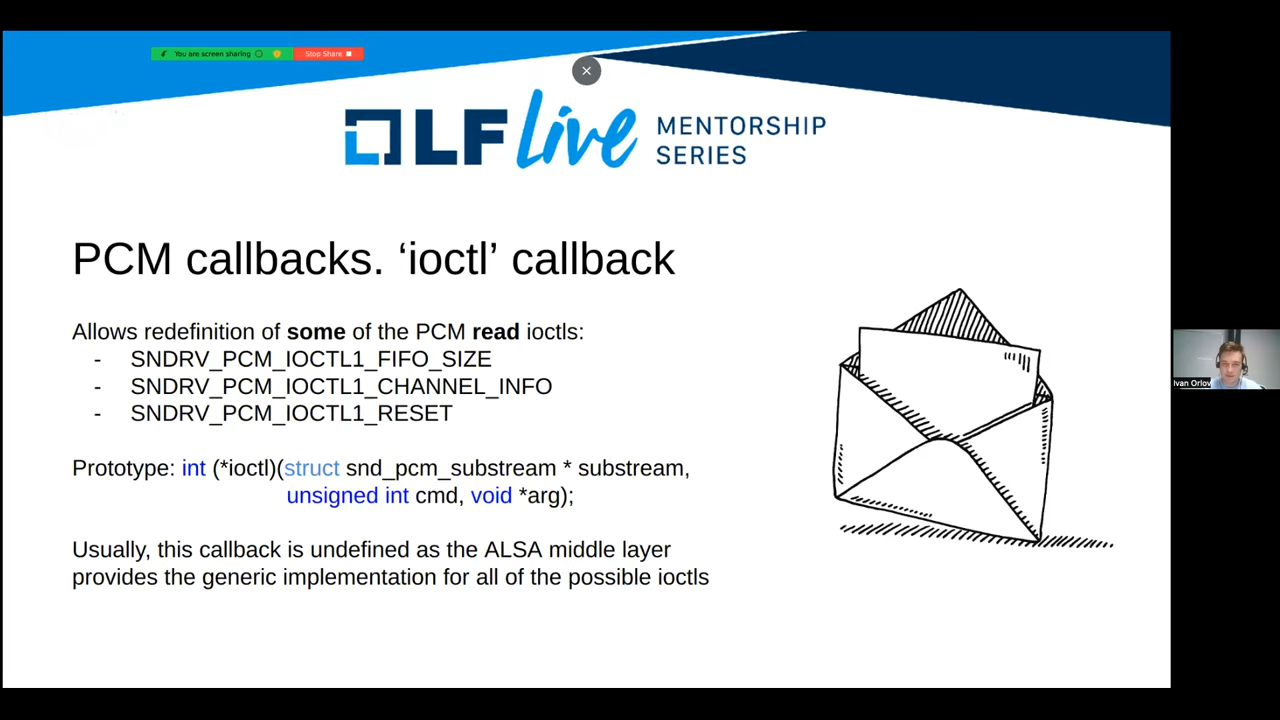 You are screen sharing
Stop Share
LF Live MENTORSHIP
SERIES
PCM callbacks. ‘ioctl’ callback
Allows redefinition of some of the PCM read ioctls:
- SNDRV_PCM_IOCTL1_FIFO_SIZE
- SNDRV_PCM_IOCTL1_CHANNEL_INFO
- SNDRV_PCM_IOCTL1_RESET
Prototype: int (*ioctl)(struct snd_pcm_substream * substream,
unsigned int cmd, void *arg);
Usually, this callback is undefined as the ALSA middle layer
provides the generic implementation for all of the possible ioctls
Ivan Orlov